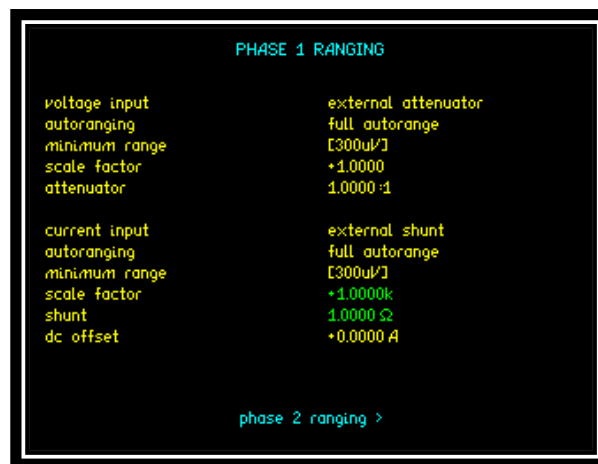 PHASE 1 RANGING
voltage input external attenuator
autoranging full autorange
minimum range [300uV]
scale factor +1.0000
attenuator 1.0000:1
current input external shunt
autoranging full autorange
minimum range [300uV]
scale factor +1.0000k
shunt 1.0000 Ω
dc offset +0.0000 A
phase 2 ranging >